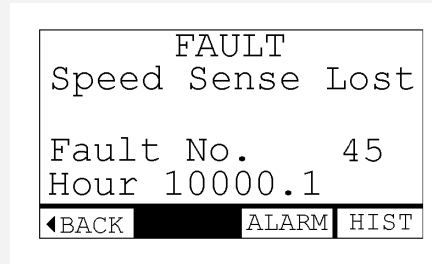 FAULT
Speed Sense Lost
Fault No. 45
Hour 10000.1
◀BACK ALARM HIST